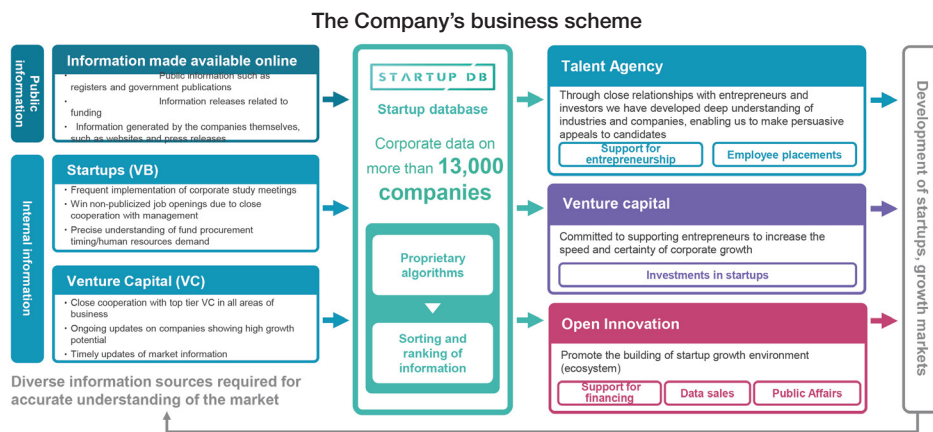 The Company's business scheme
Public
information
Information made available online
・ Public information such as
registers and government publications
・ Information releases related to
funding
・ Information generated by the companies themselves,
such as websites and press releases
Internal information
Startups (VB)
・ Frequent implementation of corporate study meetings
・ Win non-publicized job openings due to close
cooperation with management
・ Precise understanding of fund procurement
timing/human resources demand
Venture Capital (VC)
・ Close cooperation with top tier VC in all areas of
business
・ Ongoing updates on companies showing high growth
potential
・ Timely updates of market information
Diverse information sources required for
accurate understanding of the market
STARTUP DB
Startup database
Corporate data on
more than 13,000
companies
Proprietary
algorithms
Sorting and
ranking of
information
Talent Agency
Through close relationships with entrepreneurs and
investors we have developed deep understanding of
industries and companies, enabling us to make persuasive
appeals to candidates
Support for
entrepreneurship
Employee placements
Venture capital
Committed to supporting entrepreneurs to increase the
speed and certainty of corporate growth
Investments in startups
Open Innovation
Promote the building of startup growth environment
(ecosystem)
Support for
financing
Data sales
Public Affairs
Development of startups, growth markets